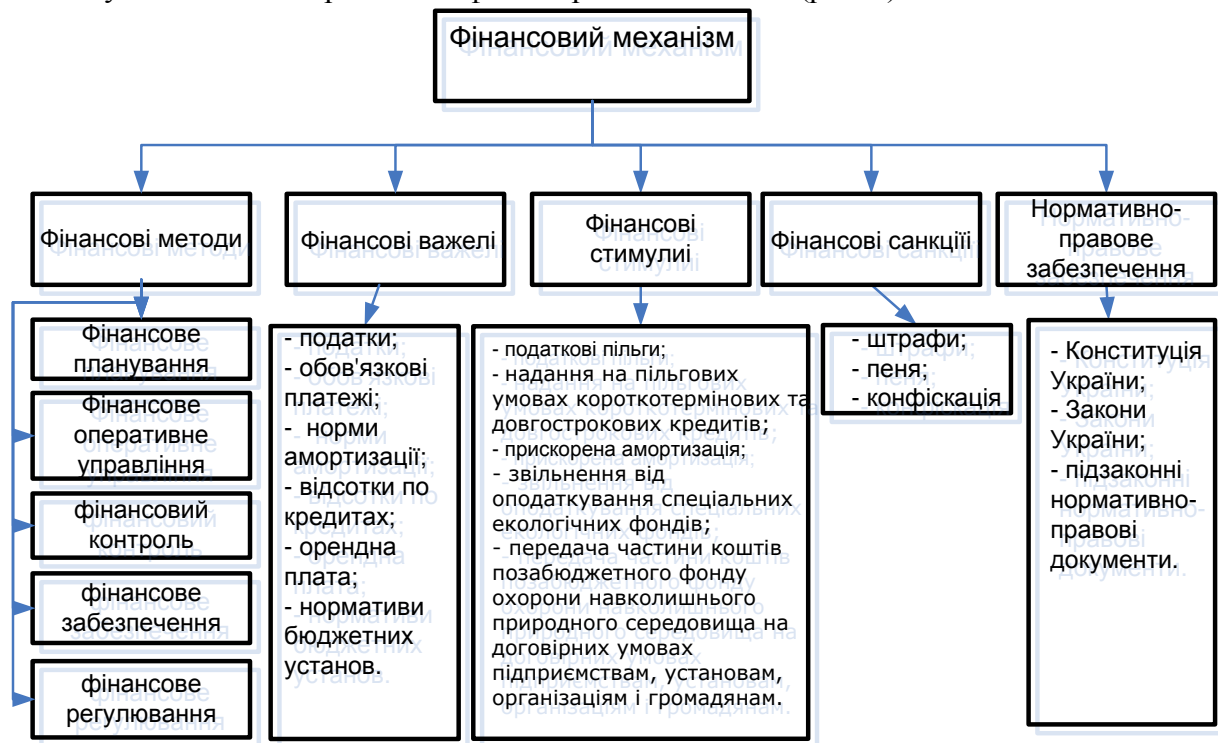 Фінансовий механізм
Фінансові методи
Фінансові важелі
Фінансові
стимулиі
Фінансові санкціїі
Нормативно-
правове
забезпечення
Фінансове
планування
Фінансове
оперативне
управління
фінансовий
контроль
фінансове
забезпечення
фінансове
регулювання
- податки;
- обов'язкові
платежі;
- норми
амортизації;
- відсотки по
кредитах;
- орендна
плата;
- нормативи
бюджетних
установ.
- податкові пільги;
- надання на пільгових
умовах короткотермінових та
довгострокових кредитів;
- прискорена амортизація;
- звільнення від
оподаткування спеціальних
екологічних фондів;
- передача частини коштів
позабюджетного фонду
охорони навколишнього
природного середовища на
договірних умовах
підприємствам, установам,
організаціям і громадянам.
- штрафи;
- пеня;
- конфіскація
- Конституція
України;
- Закони
України;
- підзаконні
нормативно-
правові
документи.